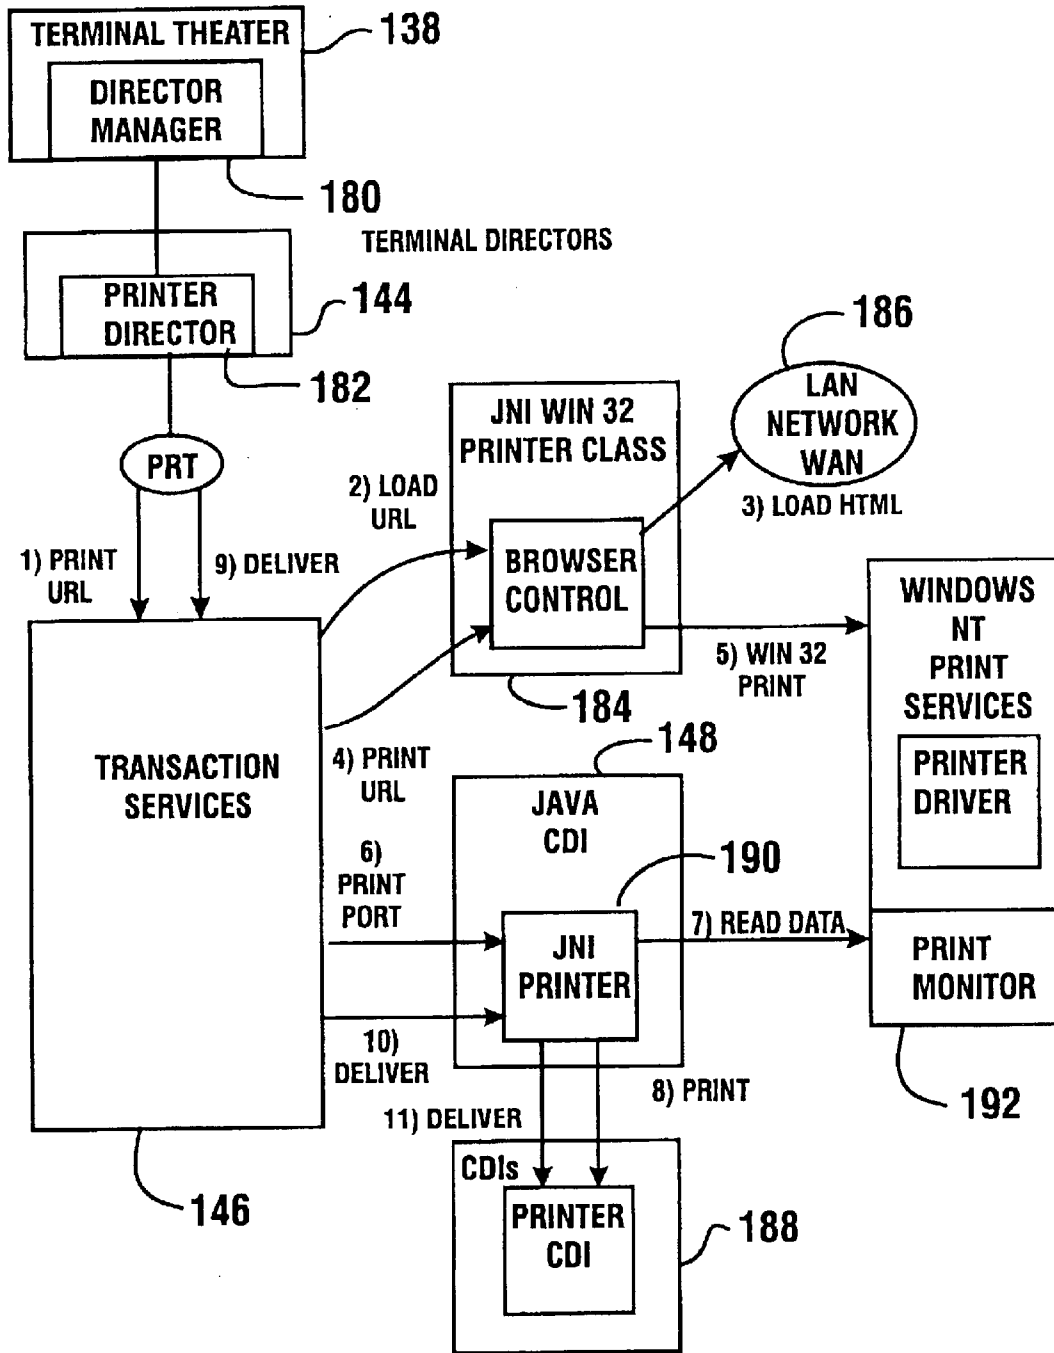 TERMINAL THEATER
138
DIRECTOR
MANAGER
180
TERMINAL DIRECTORS
PRINTER
DIRECTOR
144
182
PRT
1) PRINT
URL
9) DELIVER
2) LOAD
URL
JNI WIN 32
PRINTER CLASS
186
LAN
NETWORK
WAN
3) LOAD HTML
BROWSER
CONTROL
184
5) WIN 32
PRINT
WINDOWS
NT
PRINT
SERVICES
PRINTER
DRIVER
TRANSACTION
SERVICES
4) PRINT
URL
148
JAVA
CDI
6)
PRINT
PORT
190
7) READ DATA
JNI
PRINTER
PRINT
MONITOR
192
10)
DELIVER
8) PRINT
11) DELIVER
146
CDIs
PRINTER
CDI
188